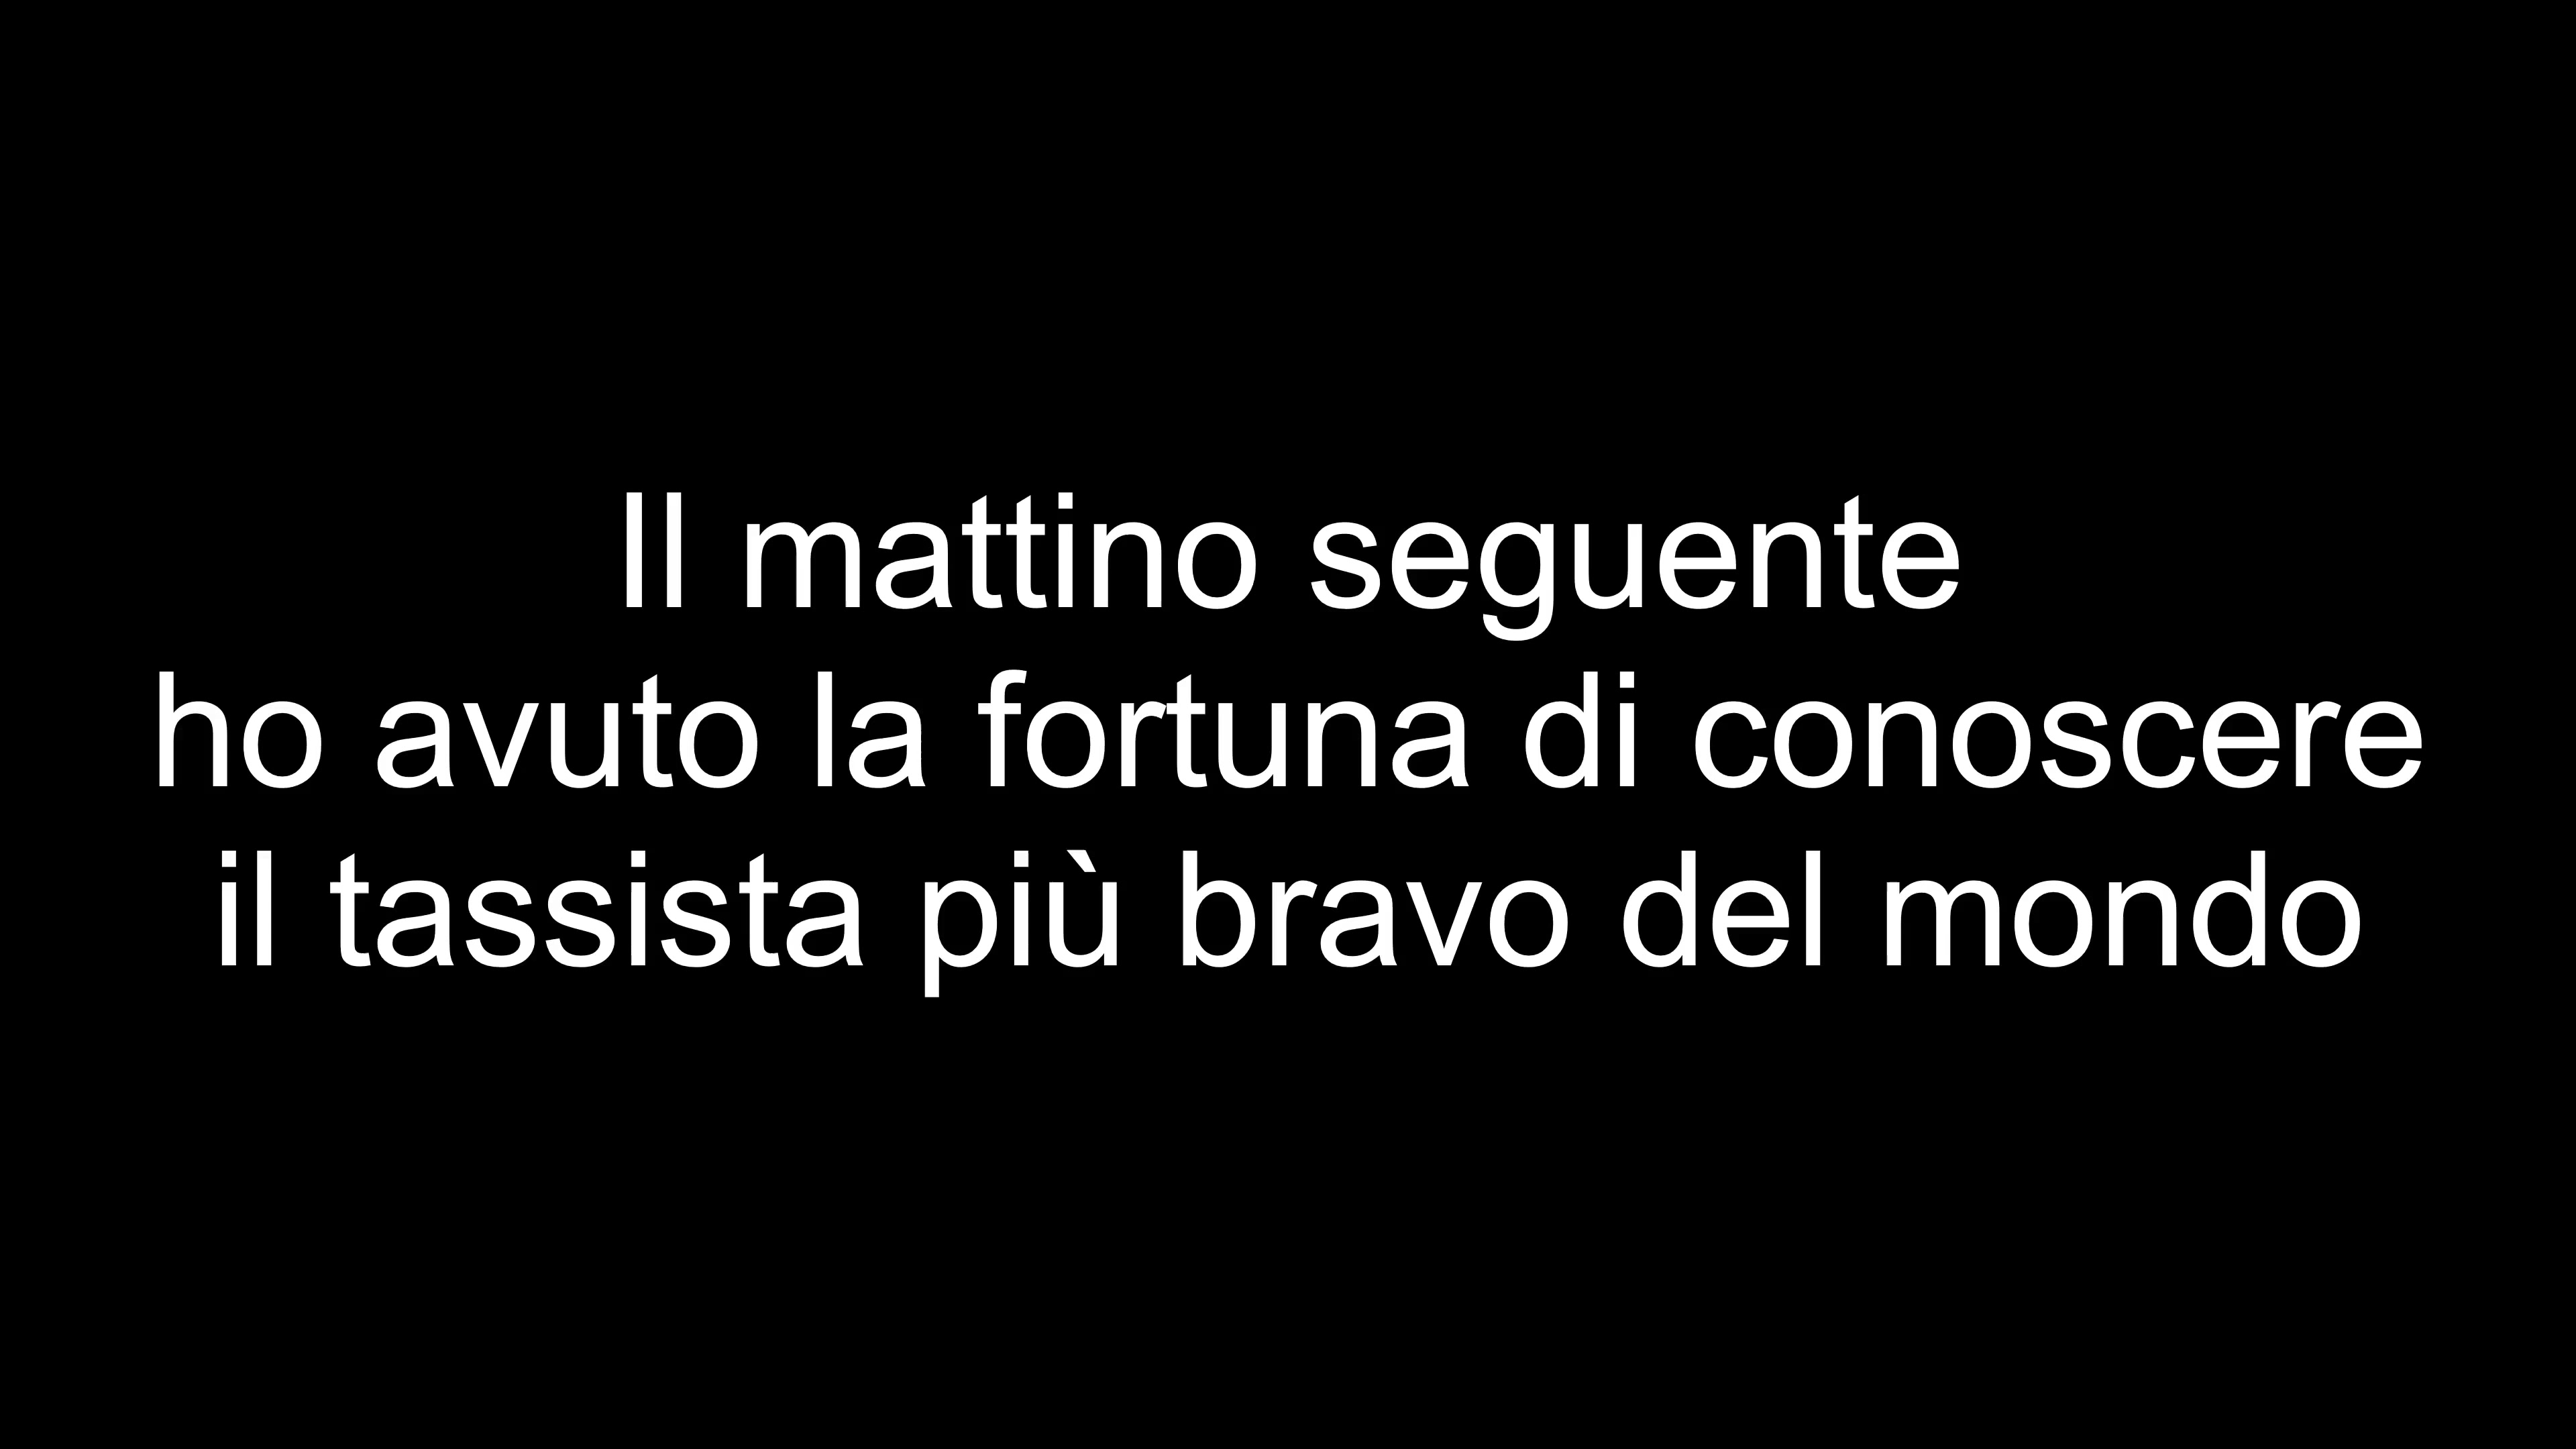 Il mattino seguente
ho avuto la fortuna di conoscere
il tassista più bravo del mondo